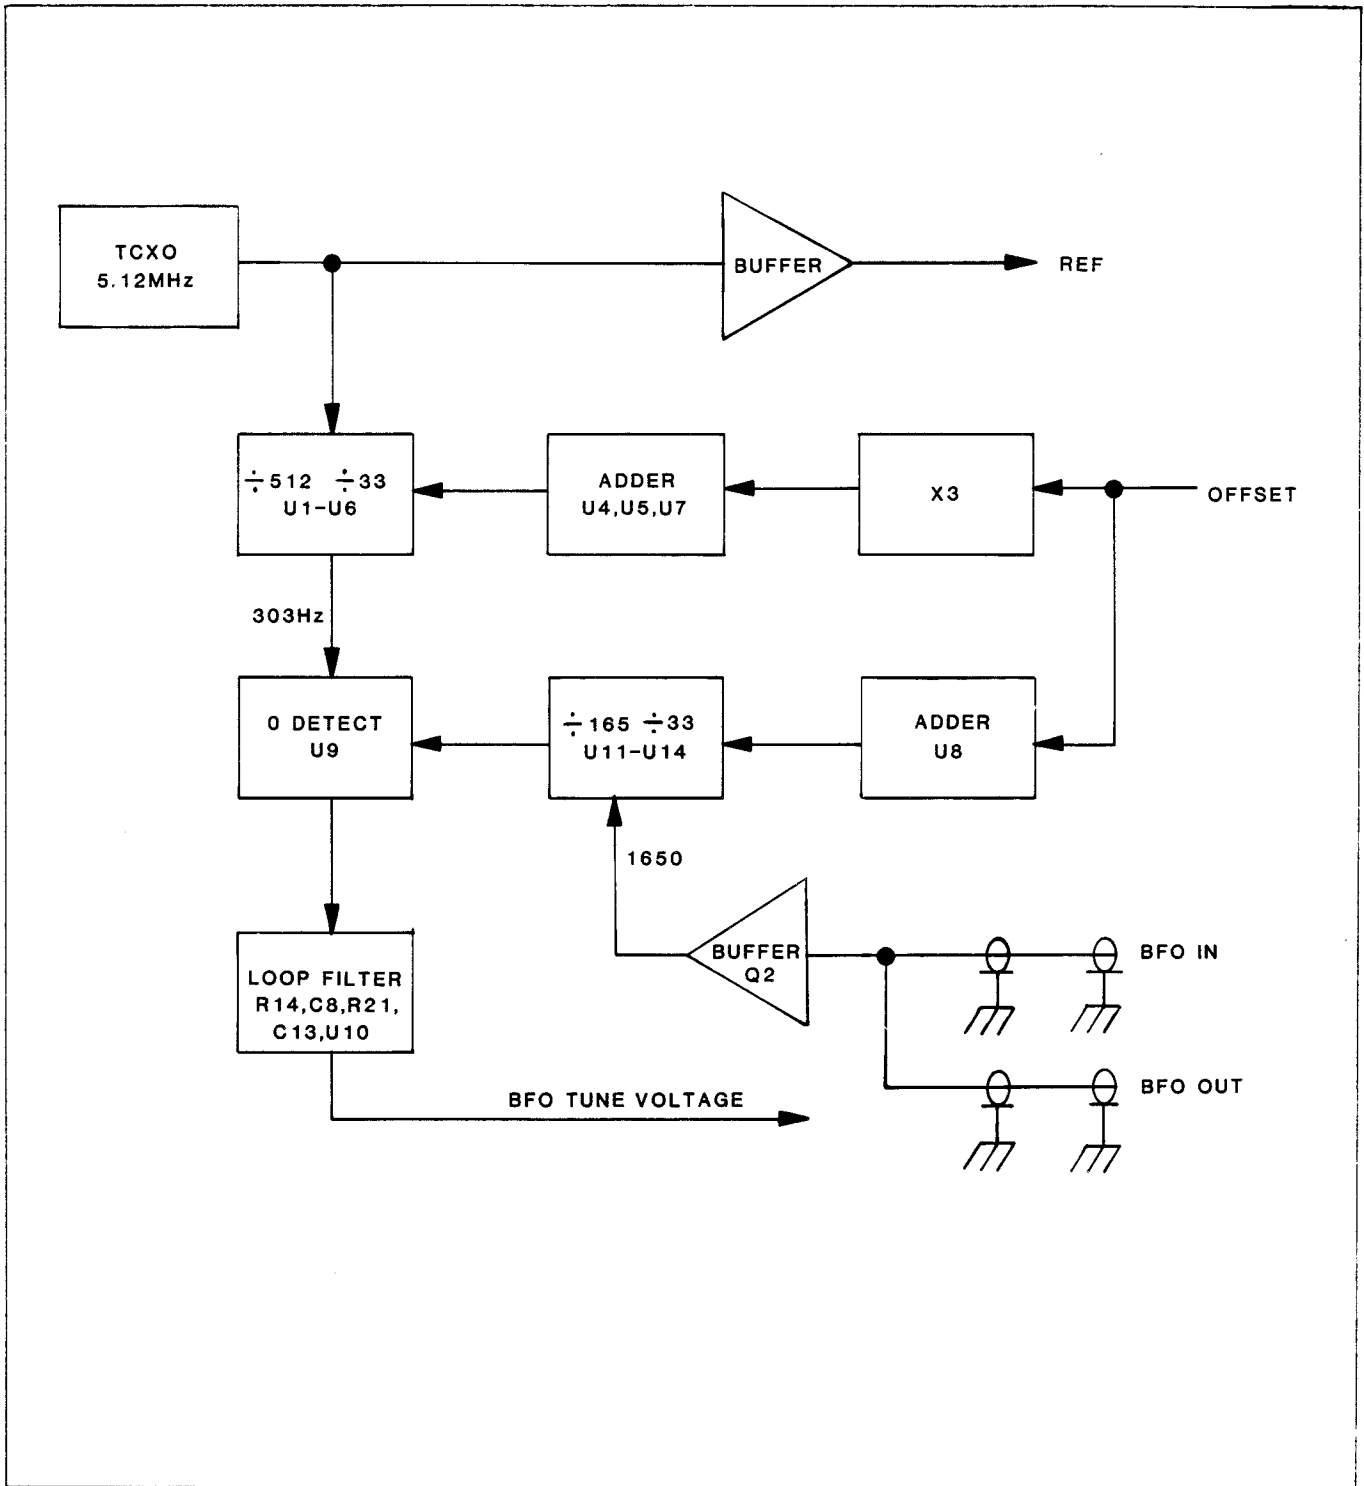 TCXO
5.12MHz
BUFFER
REF
÷512 ÷33
U1-U6
ADDER
U4,U5,U7
X3
OFFSET
303Hz
0 DETECT
U9
÷165 ÷33
U11-U14
ADDER
U8
1650
LOOP FILTER
R14,C8,R21,
C13,U10
BUFFER
Q2
BFO IN
BFO TUNE VOLTAGE
BFO OUT